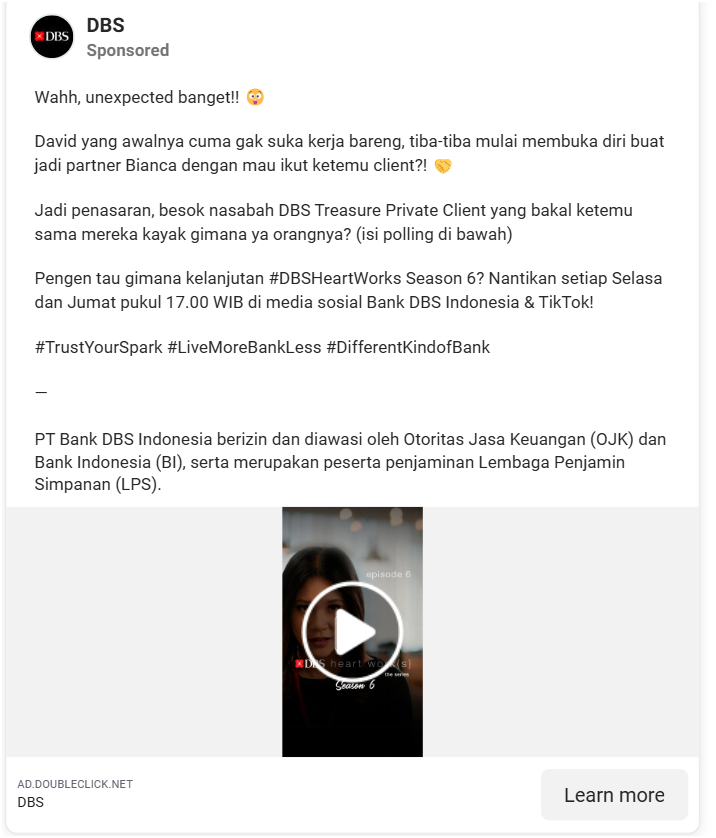 DBS
DBS
Sponsored
Wahh, unexpected banget!! 😳
David yang awalnya cuma gak suka kerja bareng, tiba-tiba mulai membuka diri buat
jadi partner Bianca dengan mau ikut ketemu client?! 🤝
Jadi penasaran, besok nasabah DBS Treasure Private Client yang bakal ketemu
sama mereka kayak gimana ya orangnya? (isi polling di bawah)
Pengen tau gimana kelanjutan #DBSHeartWorks Season 6? Nantikan setiap Selasa
dan Jumat pukul 17.00 WIB di media sosial Bank DBS Indonesia & TikTok!
#TrustYourSpark #LiveMoreBankLess #DifferentKindofBank
—
PT Bank DBS Indonesia berizin dan diawasi oleh Otoritas Jasa Keuangan (OJK) dan
Bank Indonesia (BI), serta merupakan peserta penjaminan Lembaga Penjamin
Simpanan (LPS).
episode 6
DBS heart work(s)
the series
Season 6
AD.DOUBLECLICK.NET
DBS
Learn more